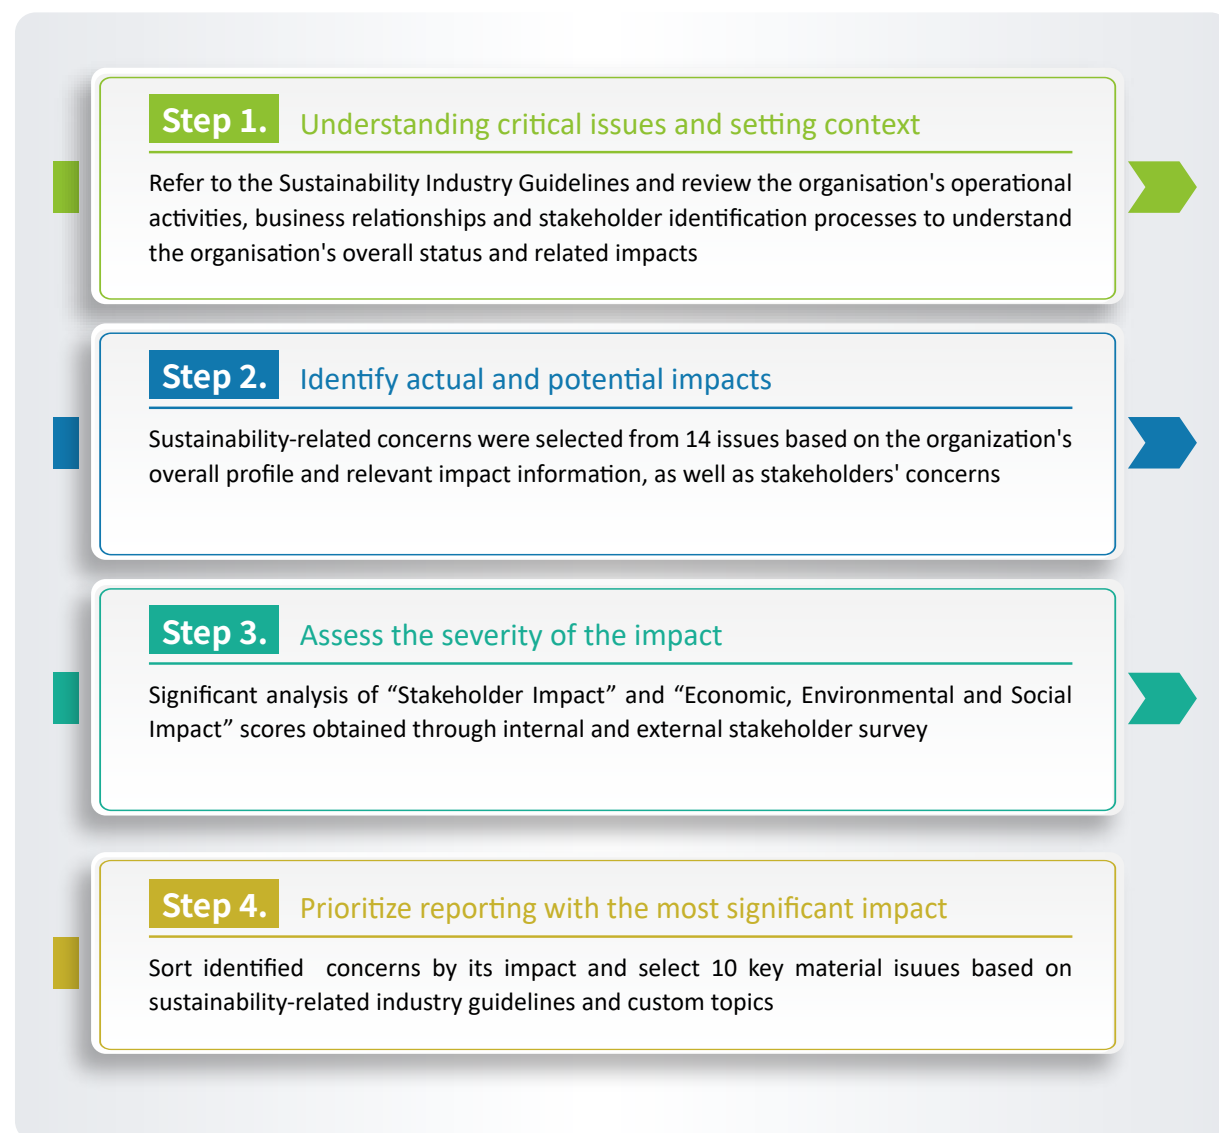 Step 1. Understanding critical issues and setting context
Refer to the Sustainability Industry Guidelines and review the organisation's operational
activities, business relationships and stakeholder identification processes to understand
the organisation's overall status and related impacts
Step 2. Identify actual and potential impacts
Sustainability-related concerns were selected from 14 issues based on the organization's
overall profile and relevant impact information, as well as stakeholders' concerns
Step 3. Assess the severity of the impact
Significant analysis of “Stakeholder Impact” and “Economic, Environmental and Social
Impact” scores obtained through internal and external stakeholder survey
Step 4. Prioritize reporting with the most significant impact
Sort identified concerns by its impact and select 10 key material isuues based on
sustainability-related industry guidelines and custom topics